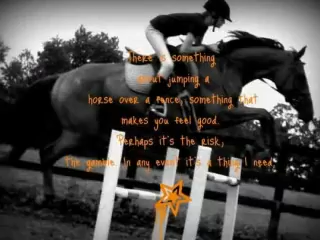 There is something
about jumping a
horse over a fence, something that
makes you feel good.
Perhaps it's the risk,
the gamble. In any event it's a thing I need.